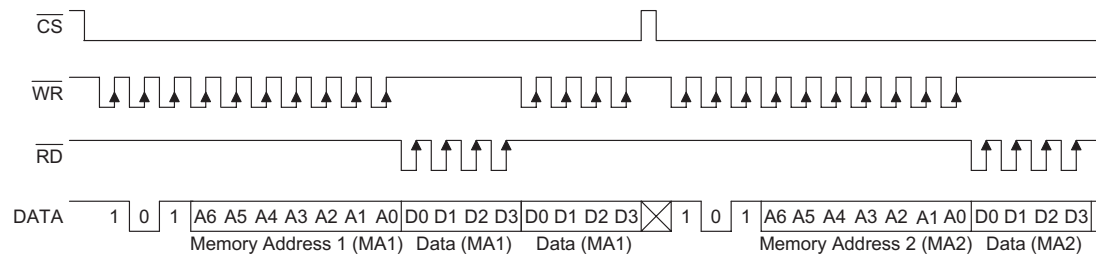 CS
WR
RD
DATA 1 0 1 A6 A5 A4 A3 A2 A1 A0 D0 D1 D2 D3 D0 D1 D2 D3 1 0 1 A6 A5 A4 A3 A2 A1 A0 D0 D1 D2 D3
Memory Address 1 (MA1) Data (MA1) Data (MA1) Memory Address 2 (MA2) Data (MA2)